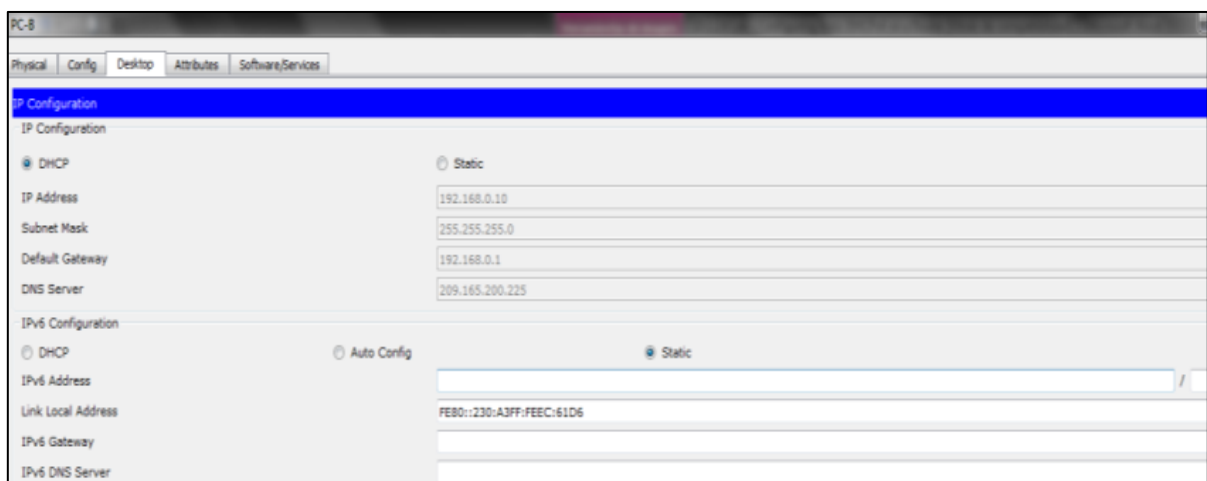 PC-B
Physical Config Desktop Attributes Software/Services
IP Configuration
IP Configuration
DHCP Static
IP Address 192.168.0.10
Subnet Mask 255.255.255.0
Default Gateway 192.168.0.1
DNS Server 209.165.200.225
IPv6 Configuration
DHCP Auto Config Static
IPv6 Address /
Link Local Address FE80::230:A3FF:FEEC:61D6
IPv6 Gateway
IPv6 DNS Server